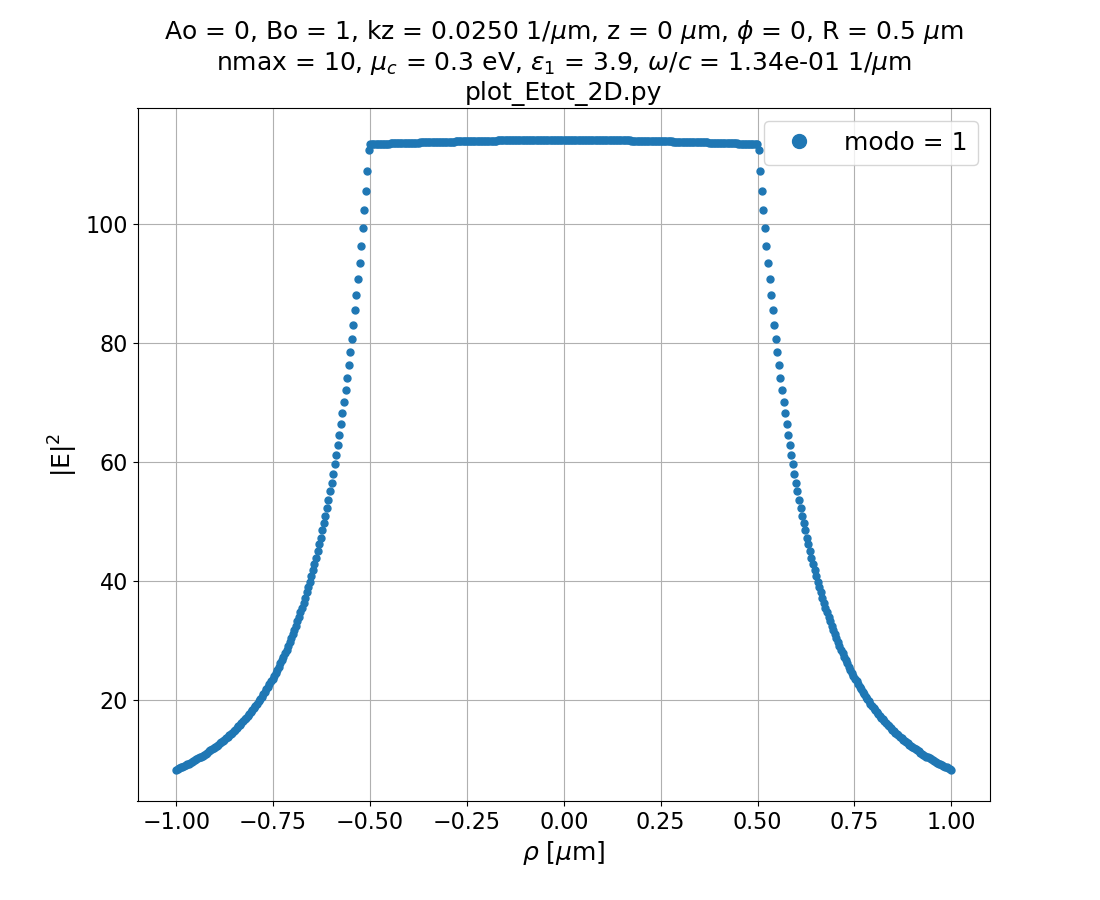 Ao = 0, Bo = 1, kz = 0.0250 1/μm, z = 0 μm, ϕ = 0, R = 0.5 μm
nmax = 10, μ_c = 0.3 eV, ε₁ = 3.9, ω/c = 1.34e-01 1/μm
plot_Etot_2D.py
modo = 1
100
80
60
40
20
|E|²
−1.00 −0.75 −0.50 −0.25 0.00 0.25 0.50 0.75 1.00
ρ [μm]